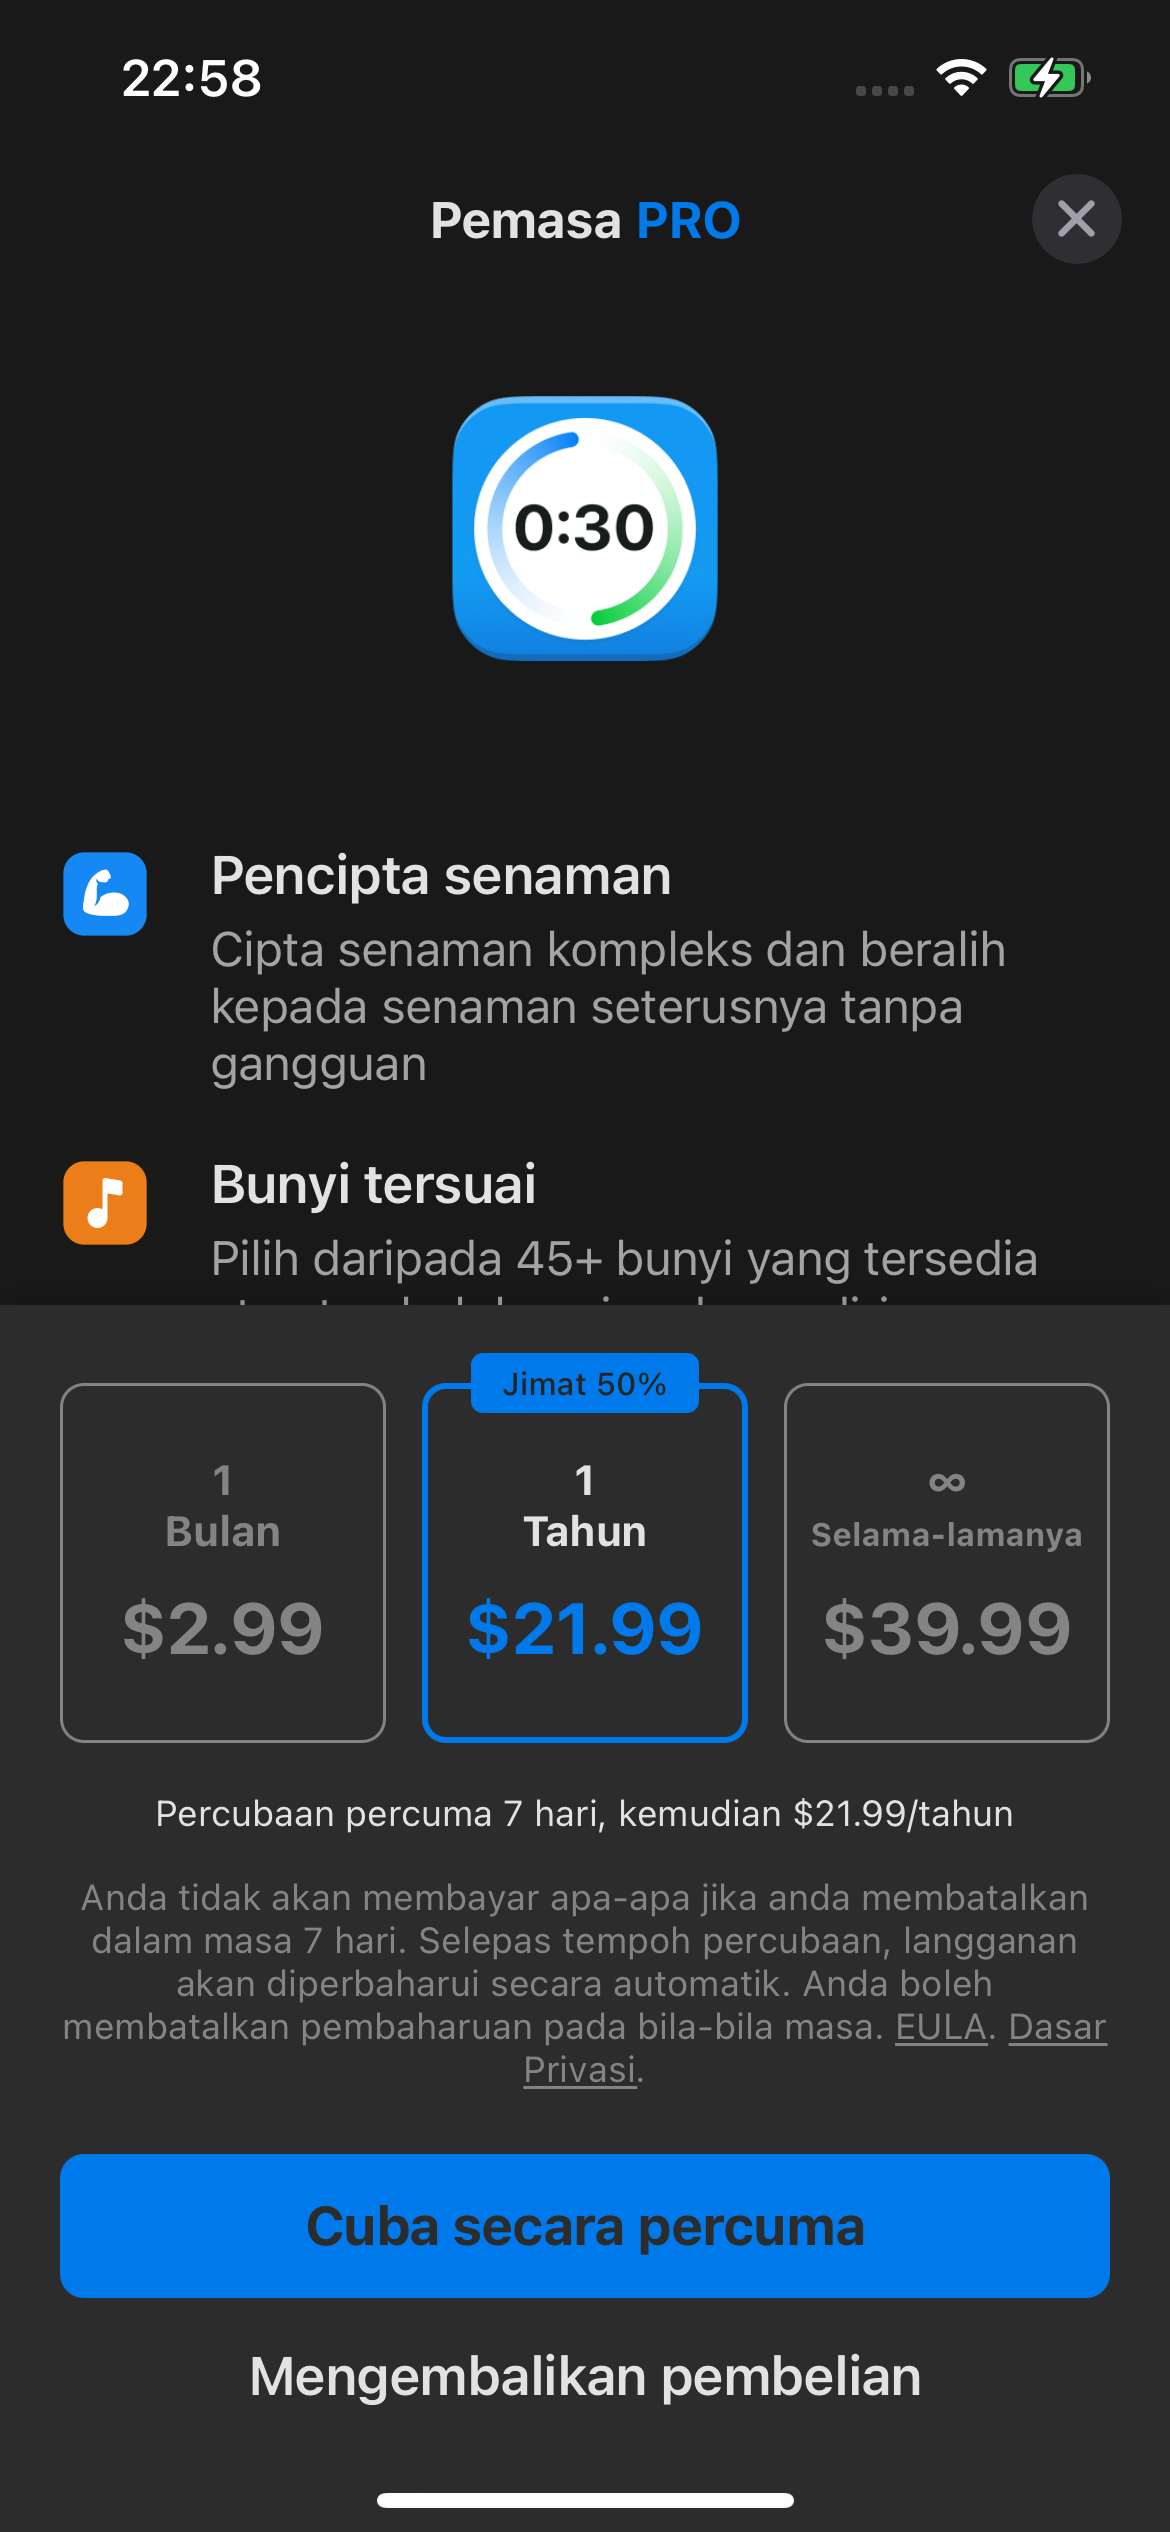 22:58
Pemasa PRO
0:30
Pencipta senaman
Cipta senaman kompleks dan beralih
kepada senaman seterusnya tanpa
gangguan
Bunyi tersuai
Pilih daripada 45+ bunyi yang tersedia
Jimat 50%
1
Bulan
$2.99
1
Tahun
$21.99
∞
Selama-lamanya
$39.99
Percubaan percuma 7 hari, kemudian $21.99/tahun
Anda tidak akan membayar apa-apa jika anda membatalkan
dalam masa 7 hari. Selepas tempoh percubaan, langganan
akan diperbaharui secara automatik. Anda boleh
membatalkan pembaharuan pada bila-bila masa. EULA. Dasar
Privasi.
Cuba secara percuma
Mengembalikan pembelian